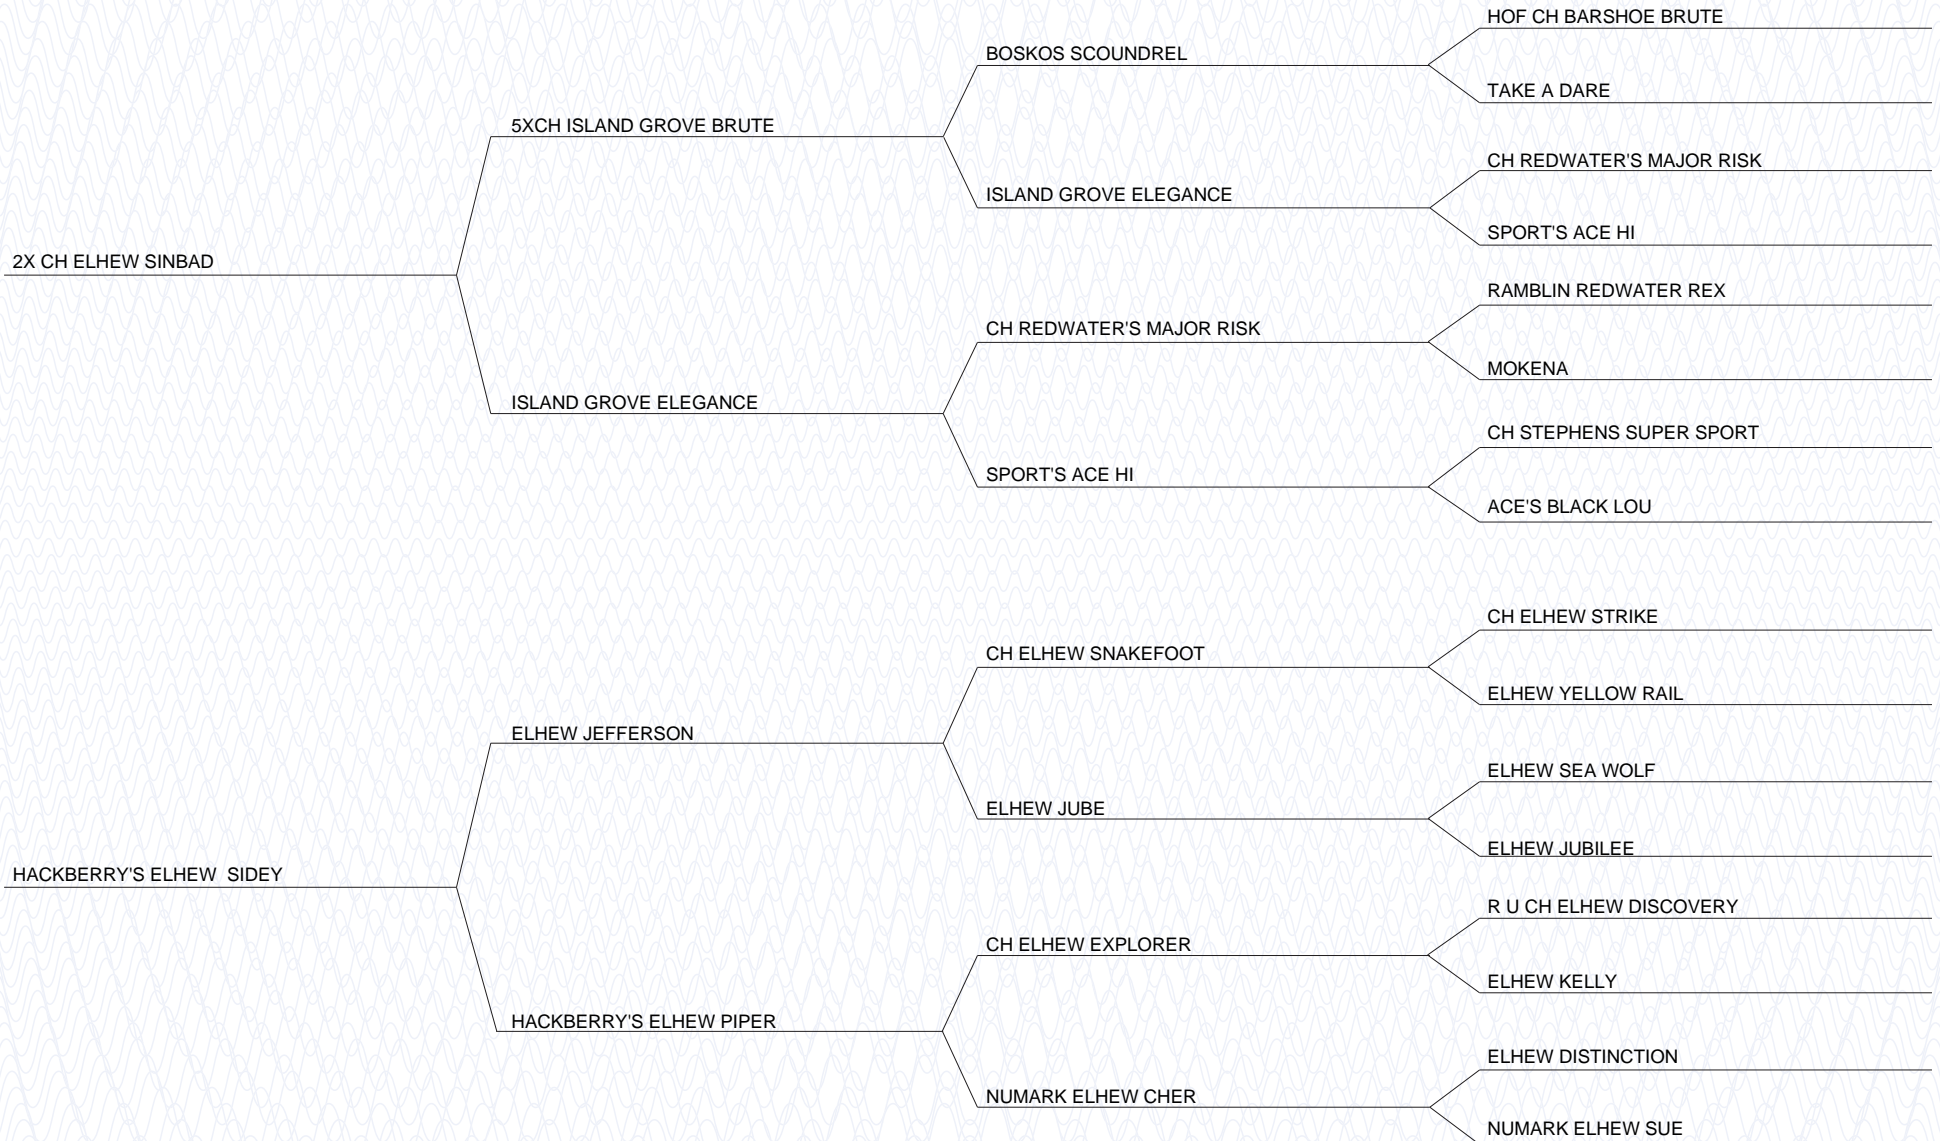 HOF CH BARSHOE BRUTE
BOSKOS SCOUNDREL
TAKE A DARE
5XCH ISLAND GROVE BRUTE
CH REDWATER'S MAJOR RISK
ISLAND GROVE ELEGANCE
SPORT'S ACE HI
2X CH ELHEW SINBAD
RAMBLIN REDWATER REX
CH REDWATER'S MAJOR RISK
MOKENA
ISLAND GROVE ELEGANCE
CH STEPHENS SUPER SPORT
SPORT'S ACE HI
ACE'S BLACK LOU
CH ELHEW STRIKE
CH ELHEW SNAKEFOOT
ELHEW YELLOW RAIL
ELHEW JEFFERSON
ELHEW SEA WOLF
ELHEW JUBE
ELHEW JUBILEE
HACKBERRY'S ELHEW  SIDEY
R U CH ELHEW DISCOVERY
CH ELHEW EXPLORER
ELHEW KELLY
HACKBERRY'S ELHEW PIPER
ELHEW DISTINCTION
NUMARK ELHEW CHER
NUMARK ELHEW SUE